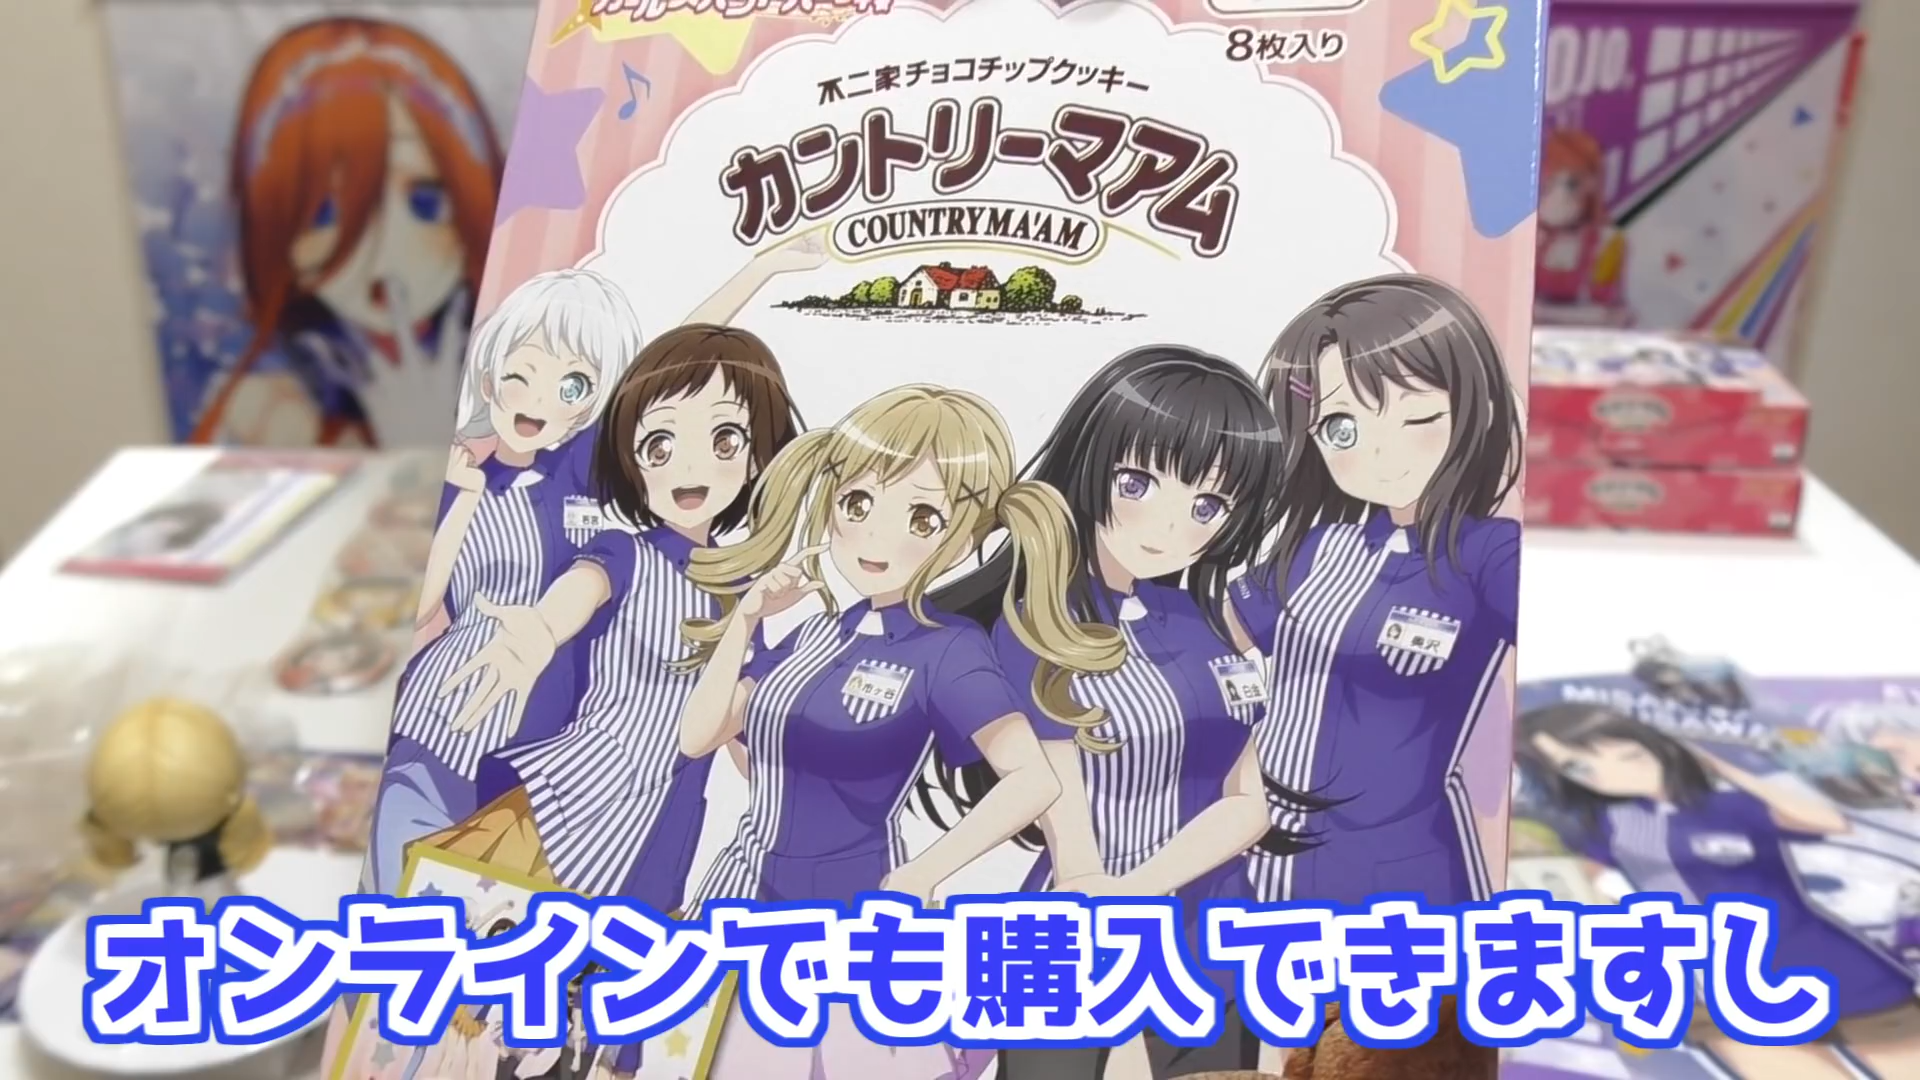 8枚入り
不二家チョコチップクッキー
カントリーマアム
COUNTRY MA'AM
若宮
市ヶ谷
白金
奥沢
オンラインでも購入できますし